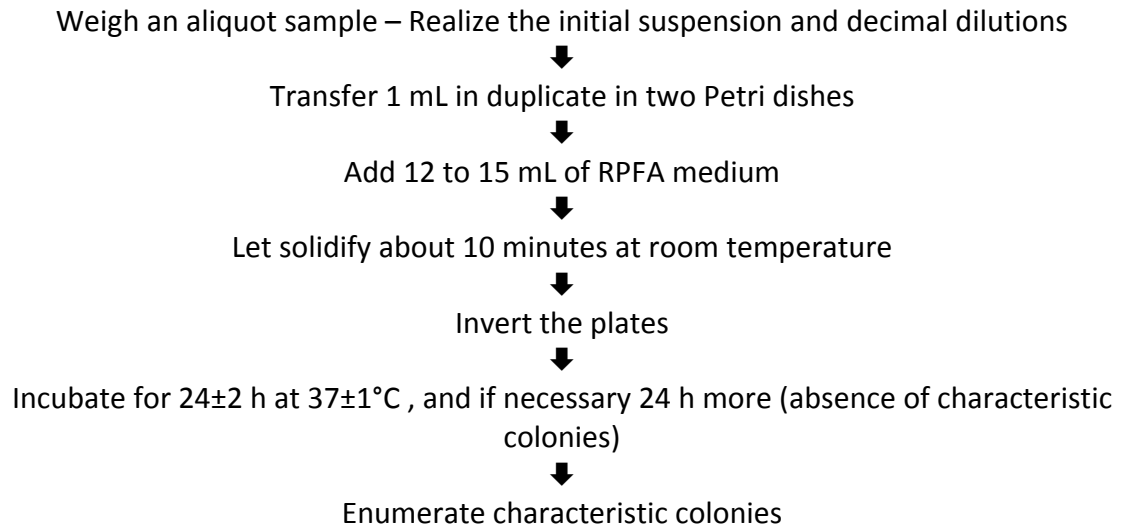 Weigh an aliquot sample – Realize the initial suspension and decimal dilutions
Transfer 1 mL in duplicate in two Petri dishes
Add 12 to 15 mL of RPFA medium
Let solidify about 10 minutes at room temperature
Invert the plates
Incubate for 24±2 h at 37±1°C , and if necessary 24 h more (absence of characteristic
colonies)
Enumerate characteristic colonies